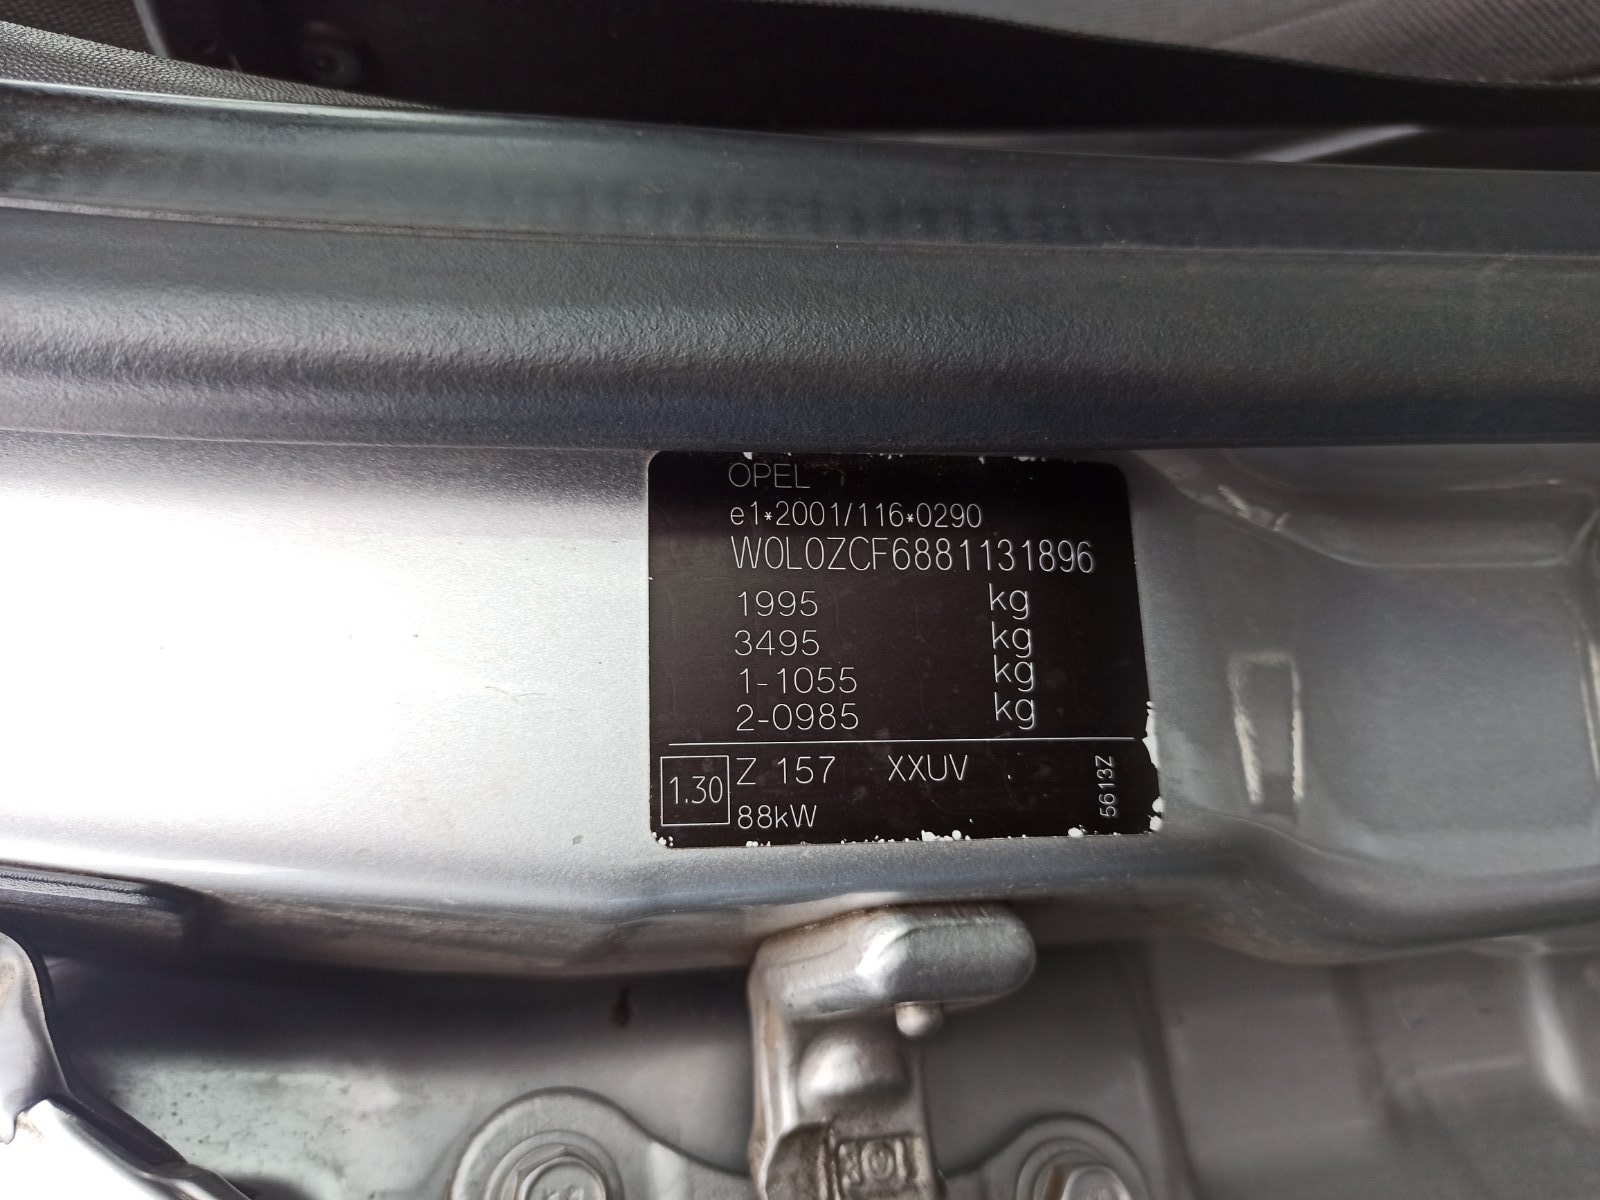 OPEL
e1*2001/116*0290
W0L0ZCF6881131896
1995 kg
3495 kg
1-1055 kg
2-0985 kg
1.30 Z 157 XXUV
88kW
5613Z